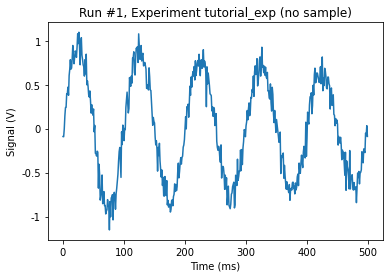 Run #1, Experiment tutorial_exp (no sample)
1
0.5
0
-0.5
-1
Signal (V)
0 100 200 300 400 500
Time (ms)